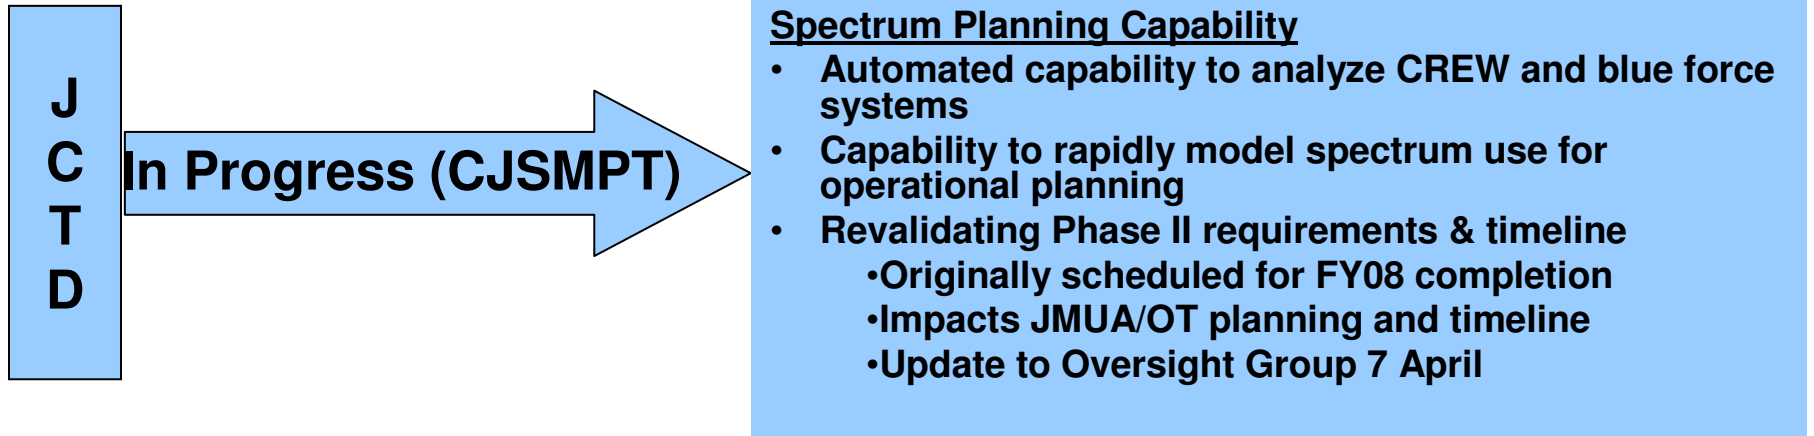 J
C
T
D
In Progress (CJSMPT)
Spectrum Planning Capability
• Automated capability to analyze CREW and blue force
systems
• Capability to rapidly model spectrum use for
operational planning
• Revalidating Phase II requirements & timeline
•Originally scheduled for FY08 completion
•Impacts JMUA/OT planning and timeline
•Update to Oversight Group 7 April